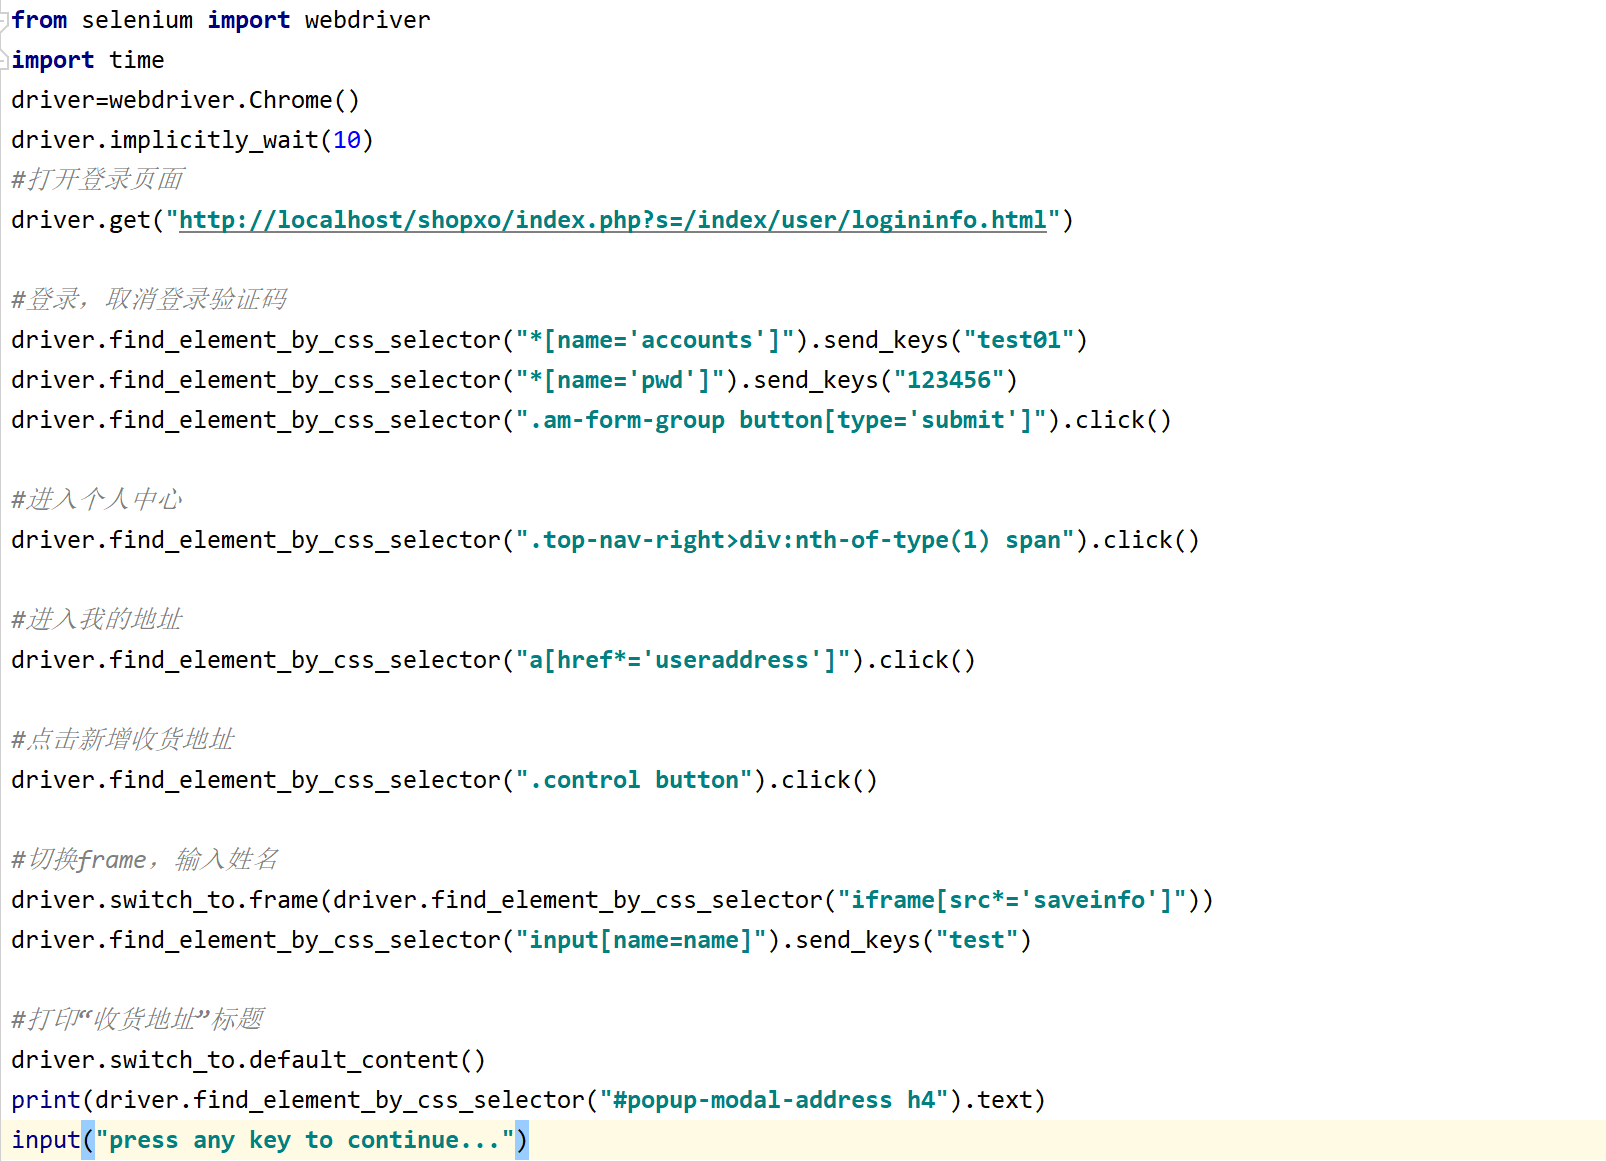 from selenium import webdriver
import time
driver=webdriver.Chrome()
driver.implicitly_wait(10)
#打开登录页面
driver.get("http://localhost/shopxo/index.php?s=/index/user/logininfo.html")
#登录，取消登录验证码
driver.find_element_by_css_selector("*[name='accounts']").send_keys("test01")
driver.find_element_by_css_selector("*[name='pwd']").send_keys("123456")
driver.find_element_by_css_selector(".am-form-group button[type='submit']").click()
#进入个人中心
driver.find_element_by_css_selector(".top-nav-right>div:nth-of-type(1) span").click()
#进入我的地址
driver.find_element_by_css_selector("a[href*='useraddress']").click()
#点击新增收货地址
driver.find_element_by_css_selector(".control button").click()
#切换frame，输入姓名
driver.switch_to.frame(driver.find_element_by_css_selector("iframe[src*='saveinfo']"))
driver.find_element_by_css_selector("input[name=name]").send_keys("test")
#打印“收货地址”标题
driver.switch_to.default_content()
print(driver.find_element_by_css_selector("#popup-modal-address h4").text)
input("press any key to continue...")